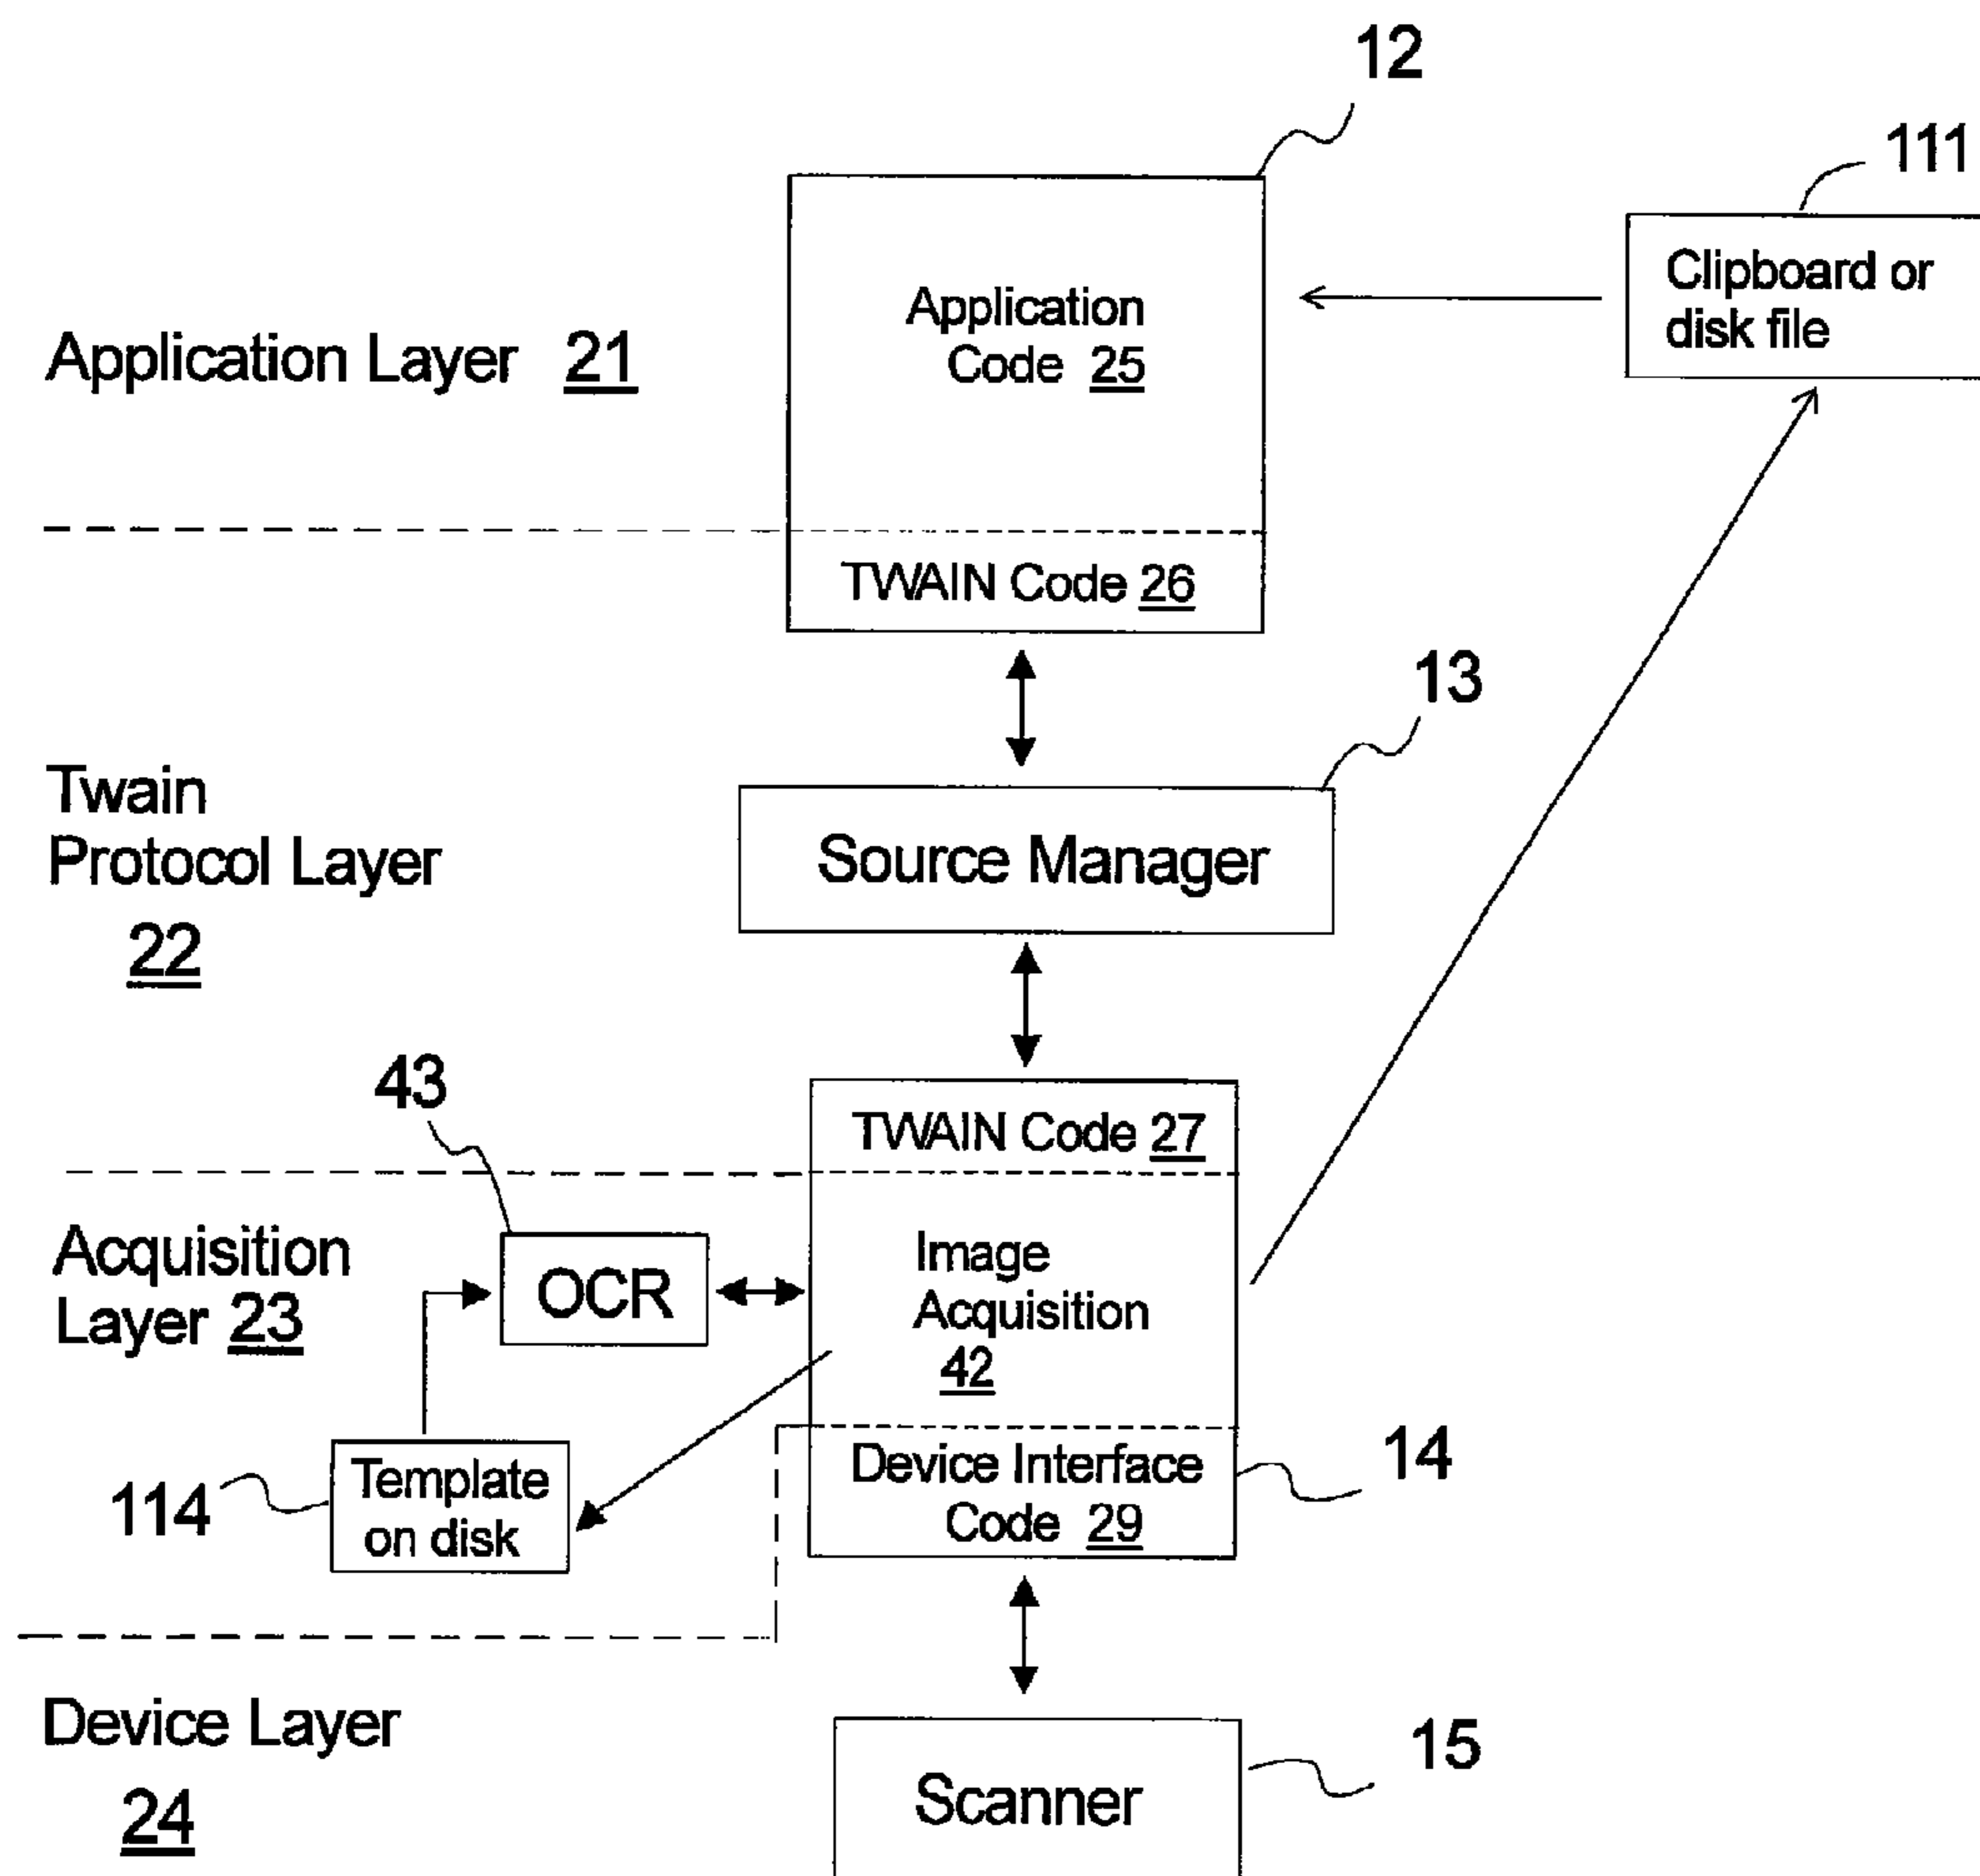 12
111
Clipboard or
disk file
Application
Code 25
Application Layer 21
TWAIN Code 26
13
Twain
Protocol Layer
22
Source Manager
43
TWAIN Code 27
Acquisition
Layer 23
OCR
Image
Acquisition
42
114
Template
on disk
Device Interface
Code 29
14
Device Layer
24
15
Scanner